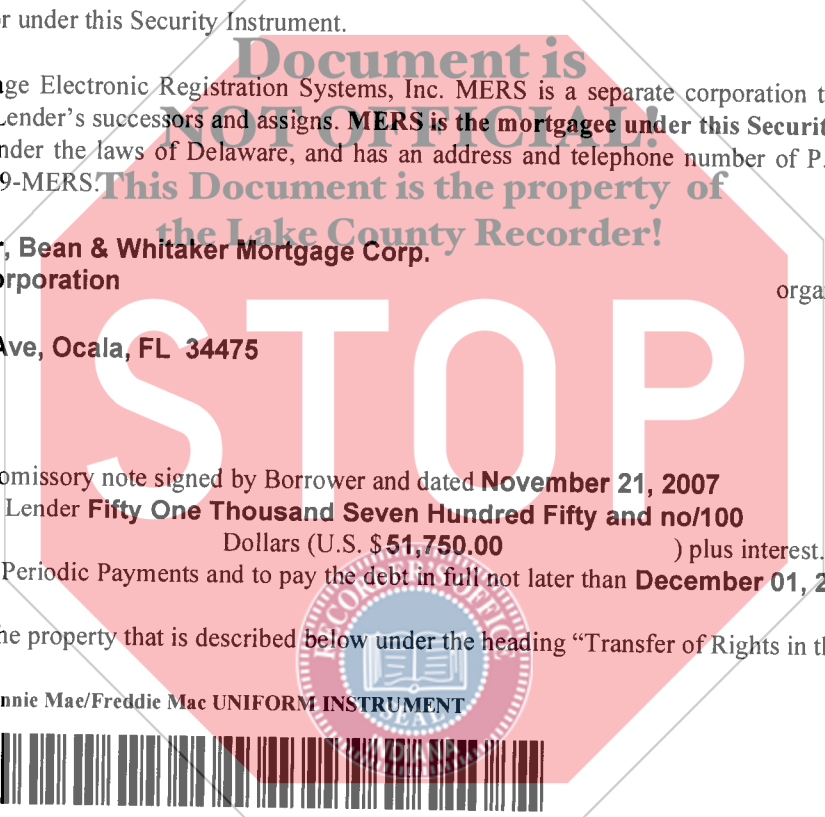 r under this Security Instrument.
Document is
ge Electronic Registration Systems, Inc. MERS is a separate corporation t
NOT OFFICIAL!
Lender's successors and assigns. MERS is the mortgagee under this Securit
nder the laws of Delaware, and has an address and telephone number of P.
9-MERS.
This Document is the property of
the Lake County Recorder!
, Bean & Whitaker Mortgage Corp.
orporation
orga
STOP
Ave, Ocala, FL 34475
omissory note signed by Borrower and dated November 21, 2007
Lender Fifty One Thousand Seven Hundred Fifty and no/100
Dollars (U.S. $51,750.00 ) plus interest.
Periodic Payments and to pay the debt in full not later than December 01, 2
he property that is described below under the heading “Transfer of Rights in th
RECORDER'S OFFICE
SEAL
INDIANA
nnie Mae/Freddie Mac UNIFORM INSTRUMENT